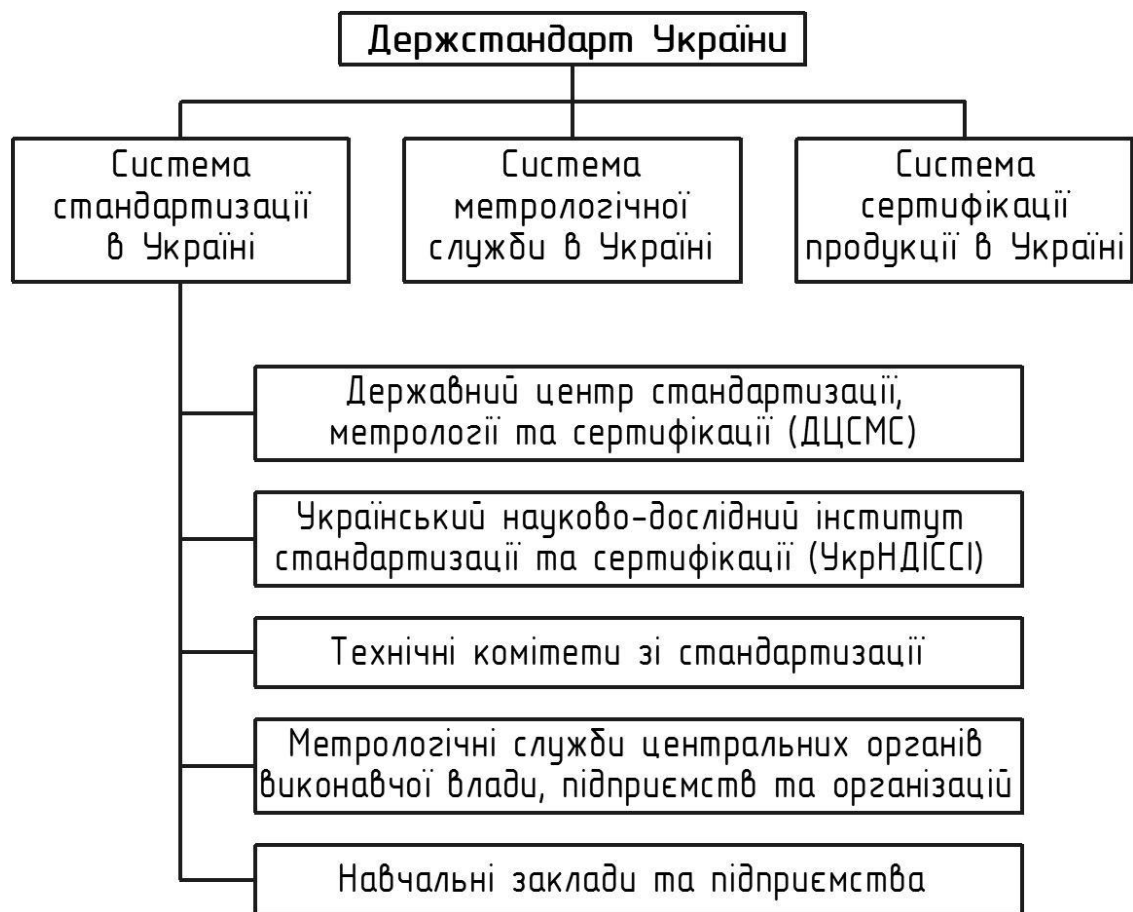 Держстандарт України
Система
стандартизації
в Україні
Система
метрологічної
служби в Україні
Система
сертифікації
продукції в Україні
Державний центр стандартизації,
метрології та сертифікації (ДЦСМС)
Український науково-дослідний інститут
стандартизації та сертифікації (УкрНДІССІ)
Технічні комітети зі стандартизації
Метрологічні служби центральних органів
виконавчої влади, підприємств та організацій
Навчальні заклади та підприємства